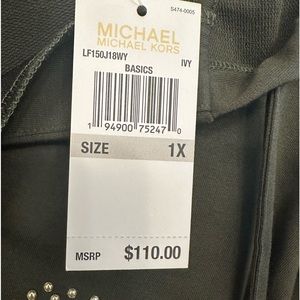 S474-0005
MICHAEL
MICHAEL KORS
LF150J18WY IVY
BASICS
1 94900 75247 0
SIZE 1X
MSRP $110.00